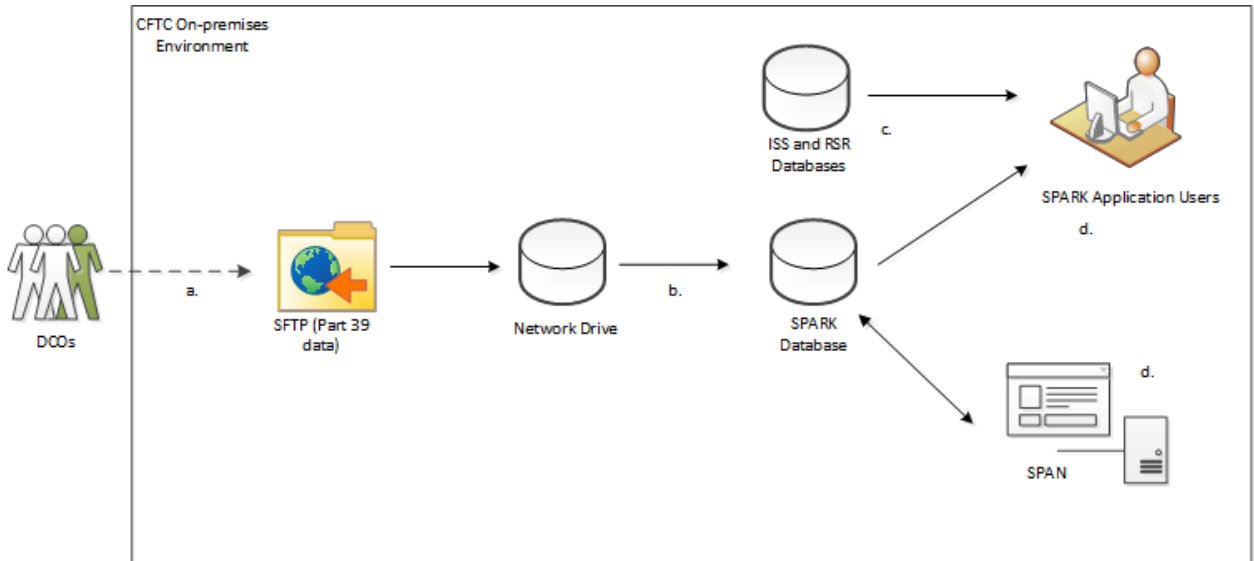 CFTC On-premises
Environment
ISS and RSR
Databases
c.
SPARK Application Users
d.
DCOs
a.
SFTP (Part 39
data)
Network Drive
b.
SPARK
Database
d.
SPAN